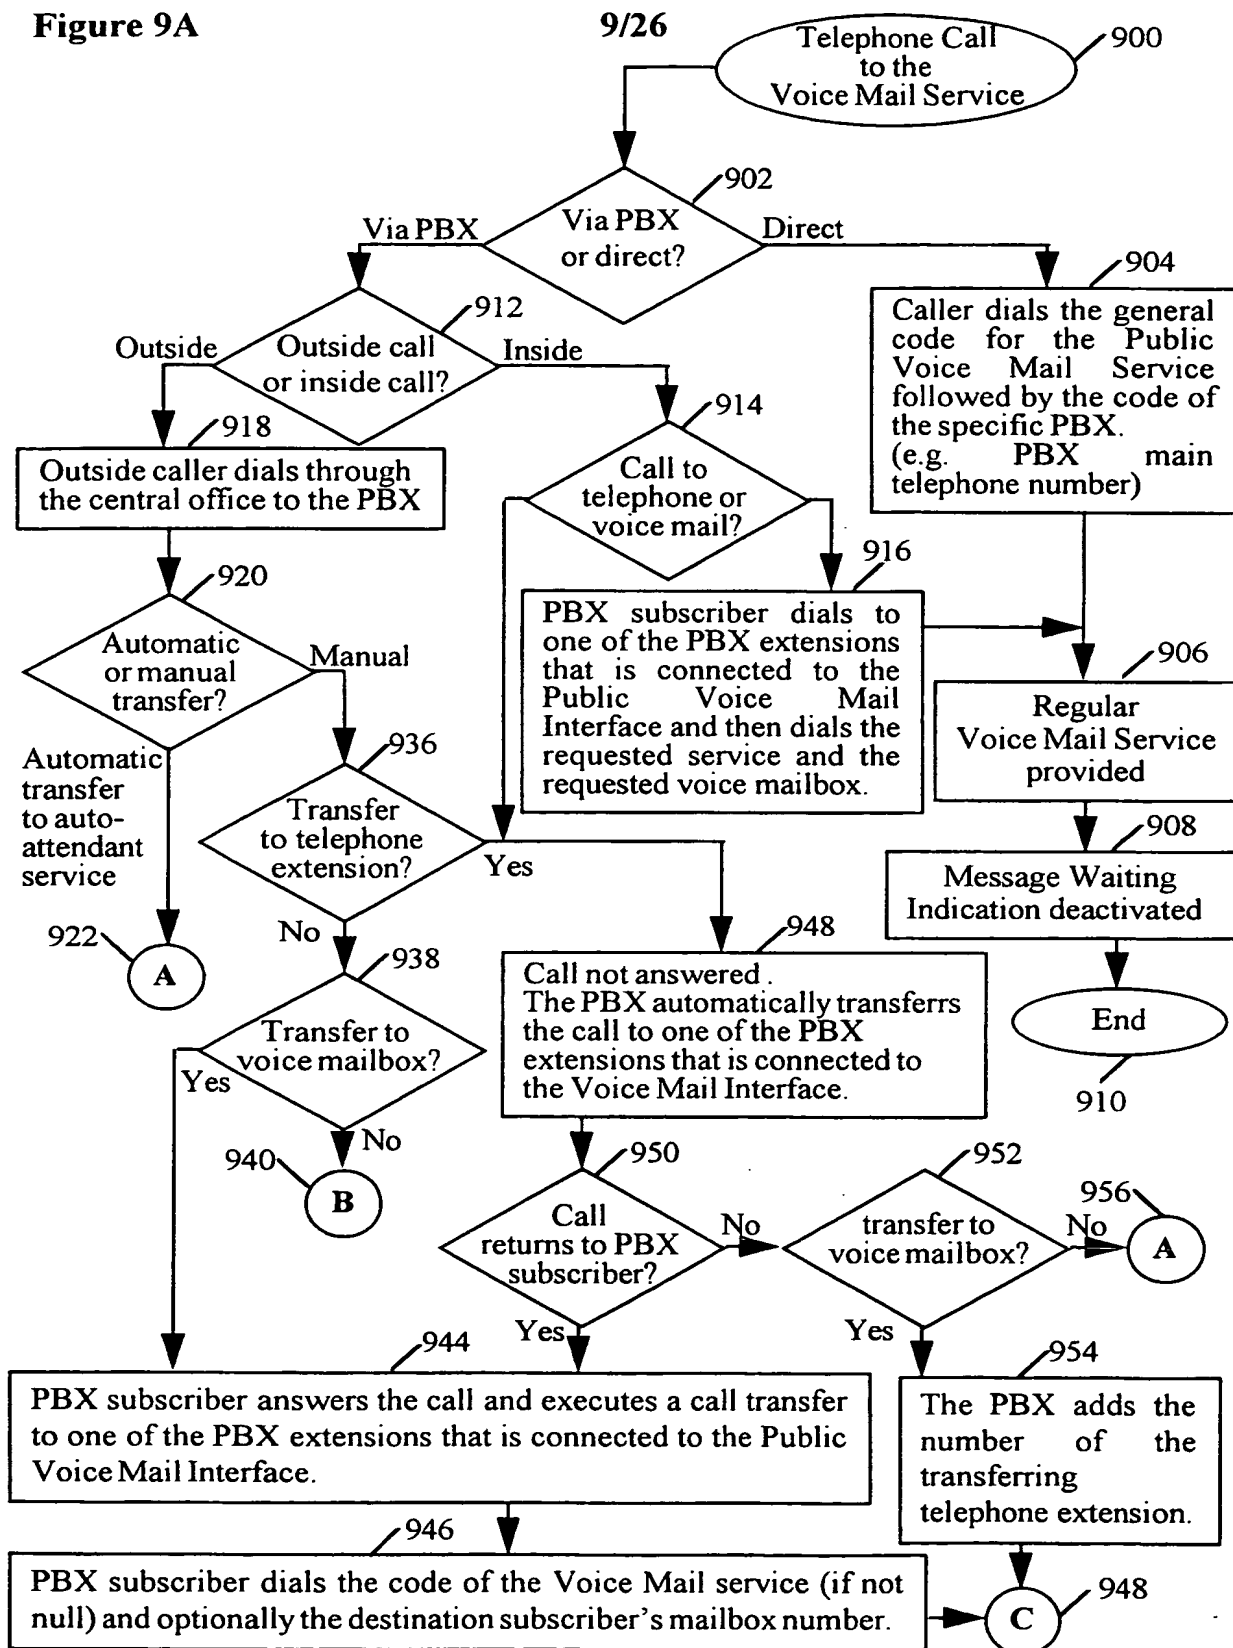 Figure 9A
9/26
Telephone Call
to the
Voice Mail Service
900
902
Via PBX
or direct?
Via PBX
Direct
904
Caller dials the general
code for the Public
Voice Mail Service
followed by the code of
the specific PBX.
(e.g. PBX main
telephone number)
912
Outside call
or inside call?
Outside
Inside
914
Call to
telephone or
voice mail?
918
Outside caller dials through
the central office to the PBX
916
PBX subscriber dials to
one of the PBX extensions
that is connected to the
Public Voice Mail
Interface and then dials the
requested service and the
requested voice mailbox.
920
Automatic
or manual
transfer?
Manual
Automatic
transfer
to auto-
attendant
service
906
Regular
Voice Mail Service
provided
936
Transfer
to telephone
extension?
Yes
No
908
Message Waiting
Indication deactivated
922
A
938
Transfer to
voice mailbox?
Yes
No
948
Call not answered .
The PBX automatically transferrs
the call to one of the PBX
extensions that is connected to
the Voice Mail Interface.
End
910
940
B
950
Call
returns to PBX
subscriber?
No
Yes
952
transfer to
voice mailbox?
No
Yes
956
A
944
PBX subscriber answers the call and executes a call transfer
to one of the PBX extensions that is connected to the Public
Voice Mail Interface.
954
The PBX adds the
number of the
transferring
telephone extension.
946
PBX subscriber dials the code of the Voice Mail service (if not
null) and optionally the destination subscriber's mailbox number.
C
948